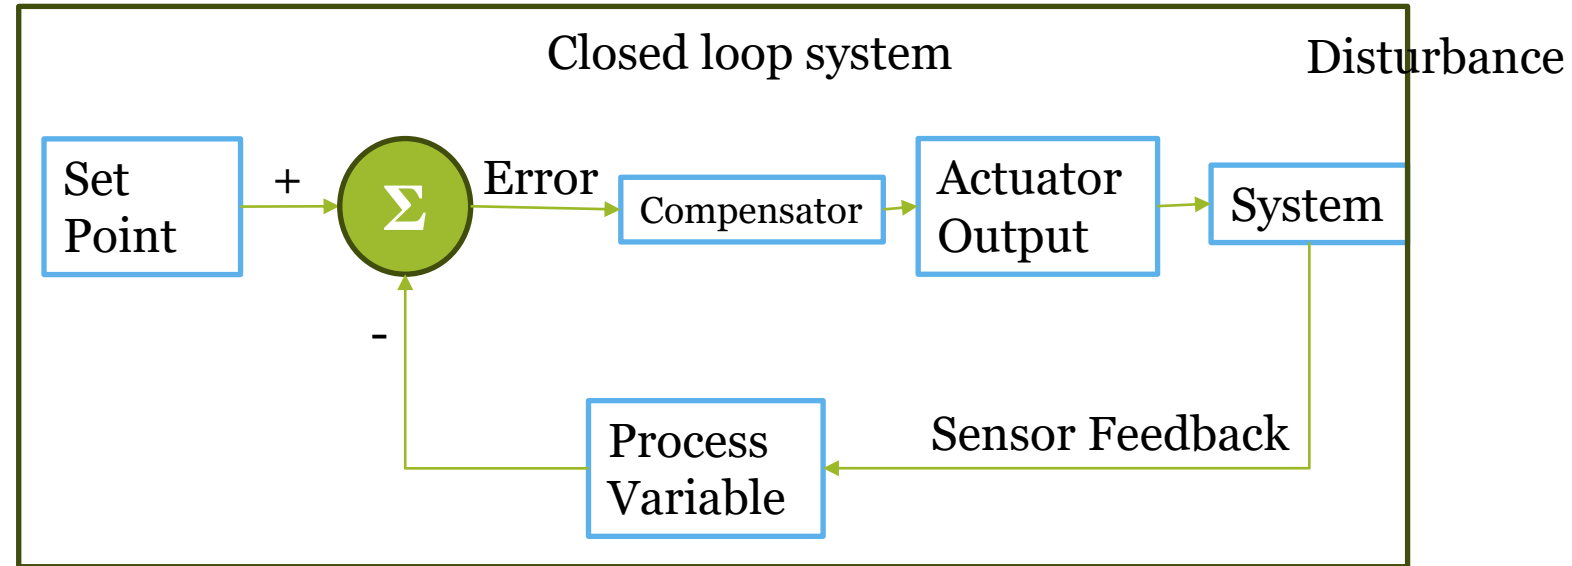 Closed loop system
Disturbance
Set
Point
+
Σ
Error
Compensator
Actuator
Output
System
-
Process
Variable
Sensor Feedback